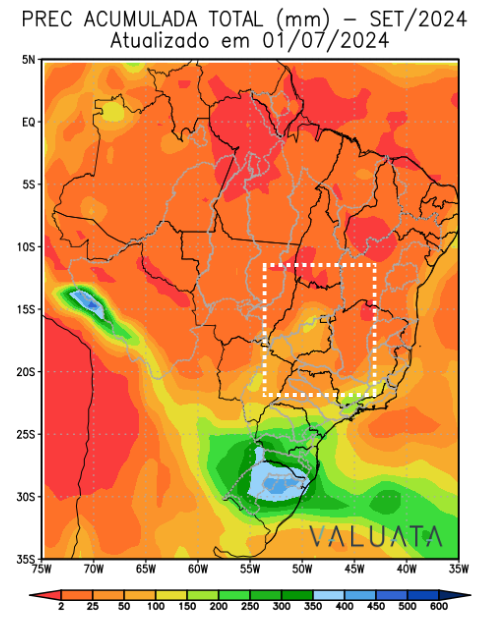 PREC ACUMULADA TOTAL (mm) – SET/2024
Atualizado em 01/07/2024
5N
EQ
5S
10S
15S
20S
25S
30S
35S
VALUATA
75W 70W 65W 60W 55W 50W 45W 40W 35W
2 25 50 100 150 200 250 300 350 400 450 500 600